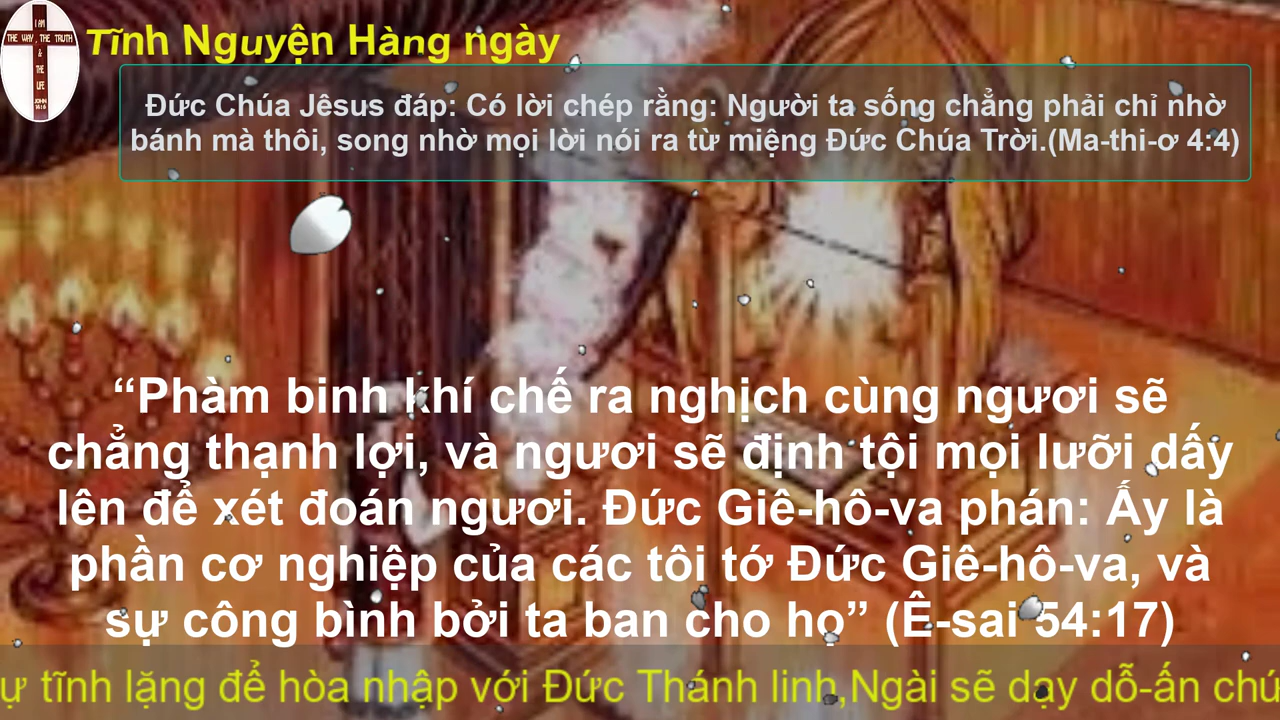 I AM
THE WAY, THE TRUTH
&
THE
LIFE
JOHN
14:6
Tĩnh Nguyện Hàng ngày
Đức Chúa Jêsus đáp: Có lời chép rằng: Người ta sống chẳng phải chỉ nhờ
bánh mà thôi, song nhờ mọi lời nói ra từ miệng Đức Chúa Trời.(Ma-thi-ơ 4:4)
“Phàm binh khí chế ra nghịch cùng ngươi sẽ
chẳng thạnh lợi, và ngươi sẽ định tội mọi lưỡi dấy
lên để xét đoán ngươi. Đức Giê-hô-va phán: Ấy là
phần cơ nghiệp của các tôi tớ Đức Giê-hô-va, và
sự công bình bởi ta ban cho họ” (Ê-sai 54:17)
ự tĩnh lặng để hòa nhập với Đức Thánh linh,Ngài sẽ dạy dỗ-ấn chú